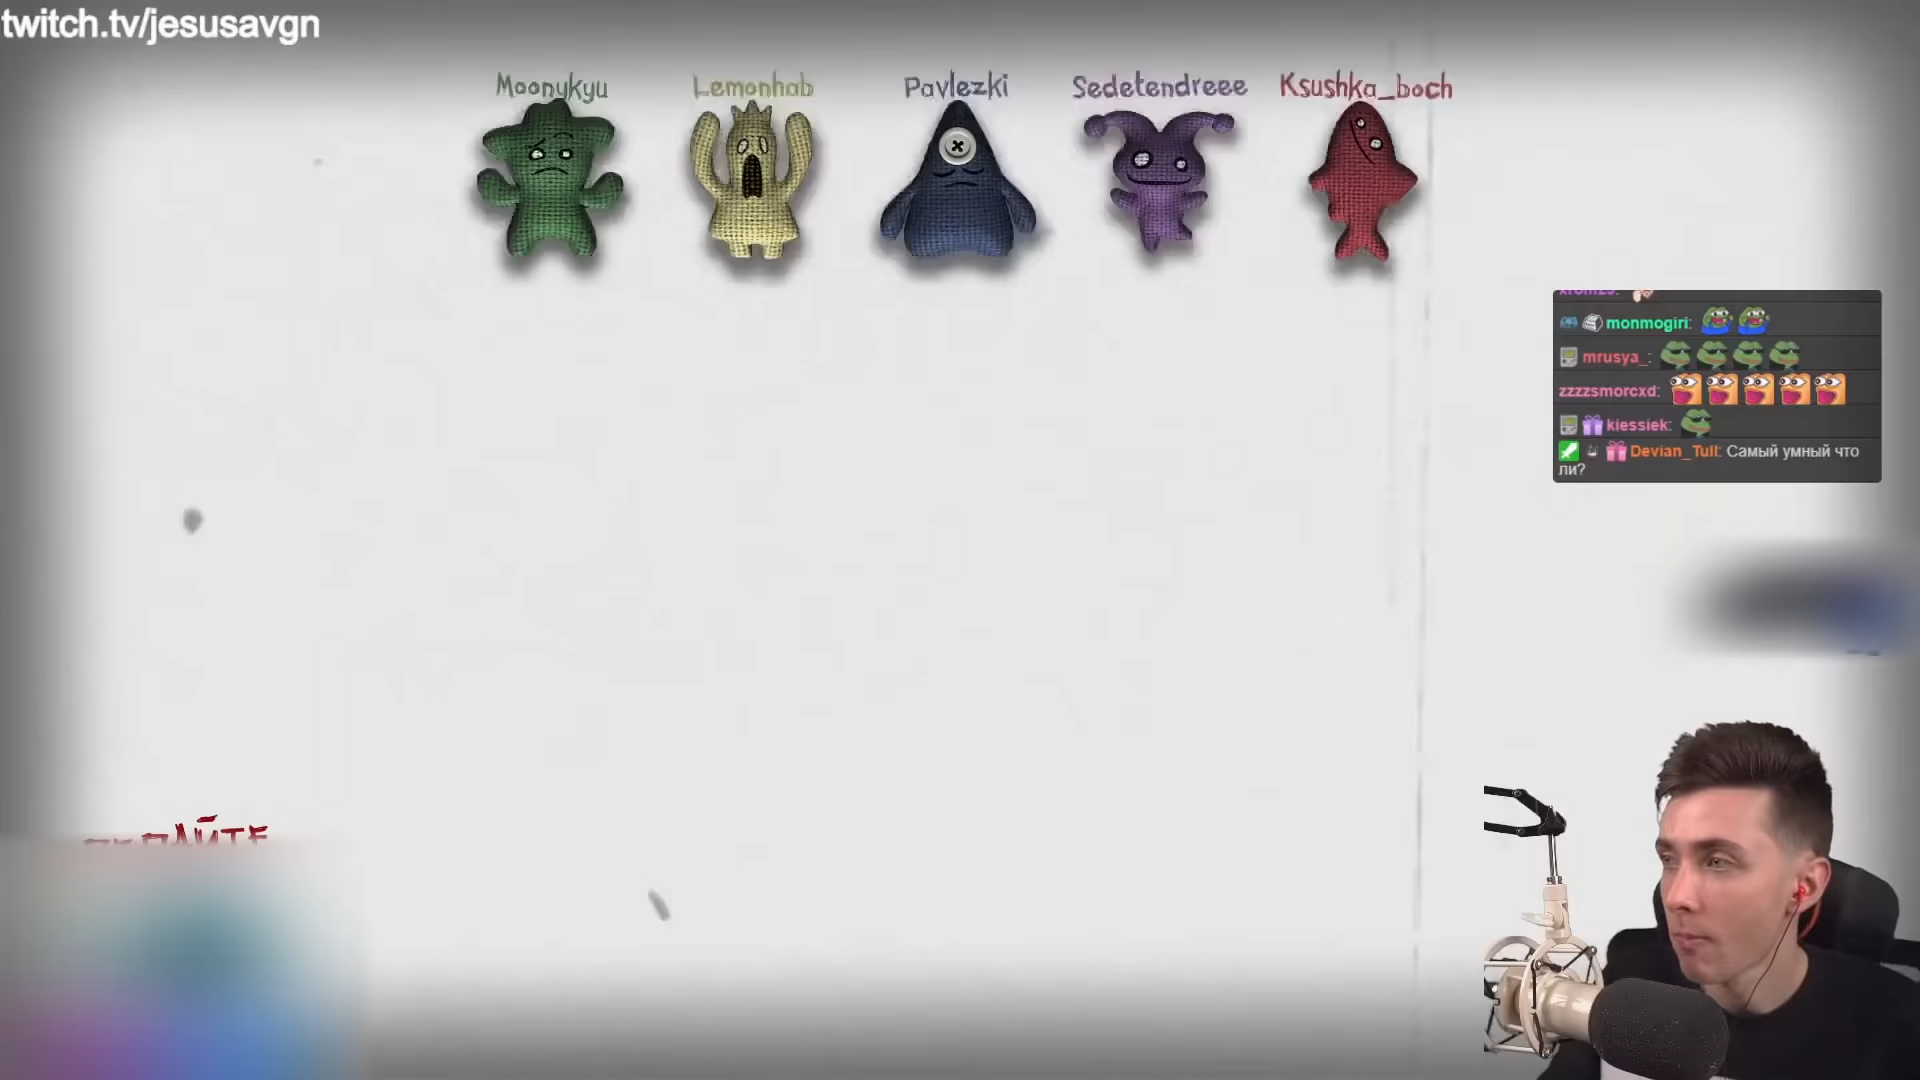 twitch.tv/jesusavgn
Moonykyu
Lemonhab
Pavlezki
Sedetendreee
Ksushka_boch
monmogiri:
mrusya_:
zzzzsmorcxd:
kiessiek:
Devian_Tull: Самый умный что
ли?